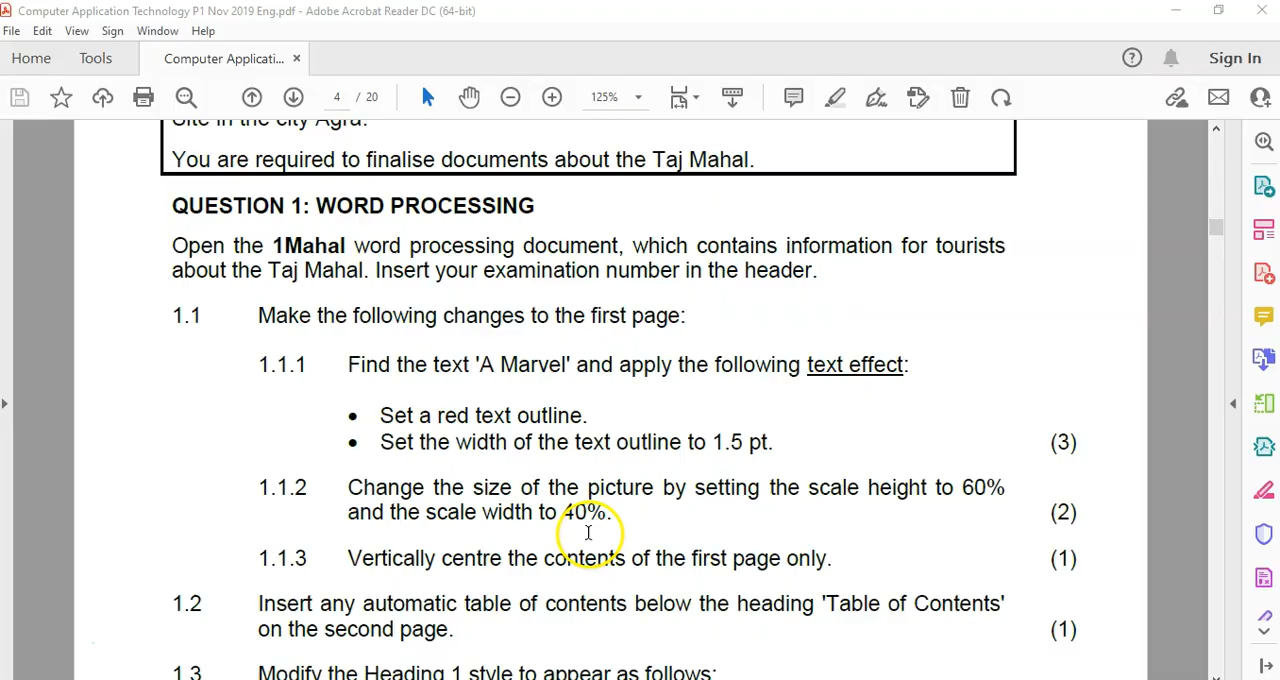 Computer Application Technology P1 Nov 2019 Eng.pdf - Adobe Acrobat Reader DC (64-bit)
File Edit View Sign Window Help
Home Tools Computer Applicati... × Sign In
4 / 20 125%
Site in the city Agra.
You are required to finalise documents about the Taj Mahal.
QUESTION 1: WORD PROCESSING
Open the 1Mahal word processing document, which contains information for tourists
about the Taj Mahal. Insert your examination number in the header.
1.1 Make the following changes to the first page:
1.1.1 Find the text 'A Marvel' and apply the following text effect:
• Set a red text outline.
• Set the width of the text outline to 1.5 pt. (3)
1.1.2 Change the size of the picture by setting the scale height to 60%
and the scale width to 40%. (2)
1.1.3 Vertically centre the contents of the first page only. (1)
1.2 Insert any automatic table of contents below the heading 'Table of Contents'
on the second page. (1)
1.3 Modify the Heading 1 style to appear as follows: